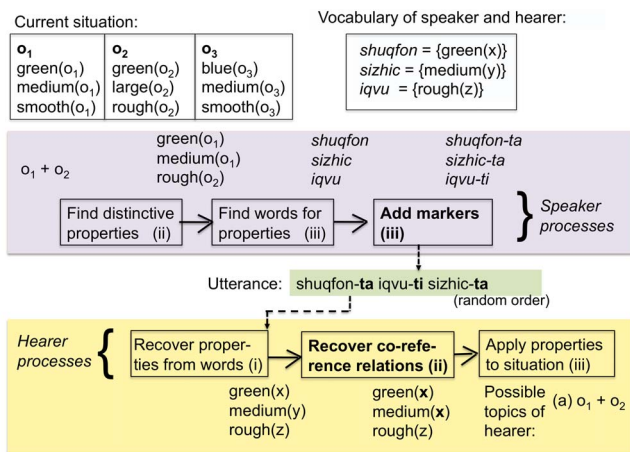 Current situation:
Vocabulary of speaker and hearer:
o1 o2 o3
green(o1) green(o2) blue(o3)
medium(o1) large(o2) medium(o3)
smooth(o1) rough(o2) smooth(o3)
shuqfon = {green(x)}
sizhic = {medium(y)}
iqvu = {rough(z)}
green(o1) shuqfon shuqfon-ta
o1 + o2 medium(o1) sizhic sizhic-ta
rough(o2) iqvu iqvu-ti
Find distinctive
properties (ii)
Find words for
properties (iii)
Add markers
(iii)
} Speaker
processes
Utterance: shuqfon-ta iqvu-ti sizhic-ta
(random order)
Hearer {
processes
Recover proper-
ties from words (i)
Recover co-refe-
rence relations (ii)
Apply properties
to situation (iii)
green(x)
medium(y)
rough(z)
green(x)
medium(x)
rough(z)
Possible
topics of
hearer:
(a) o1 + o2